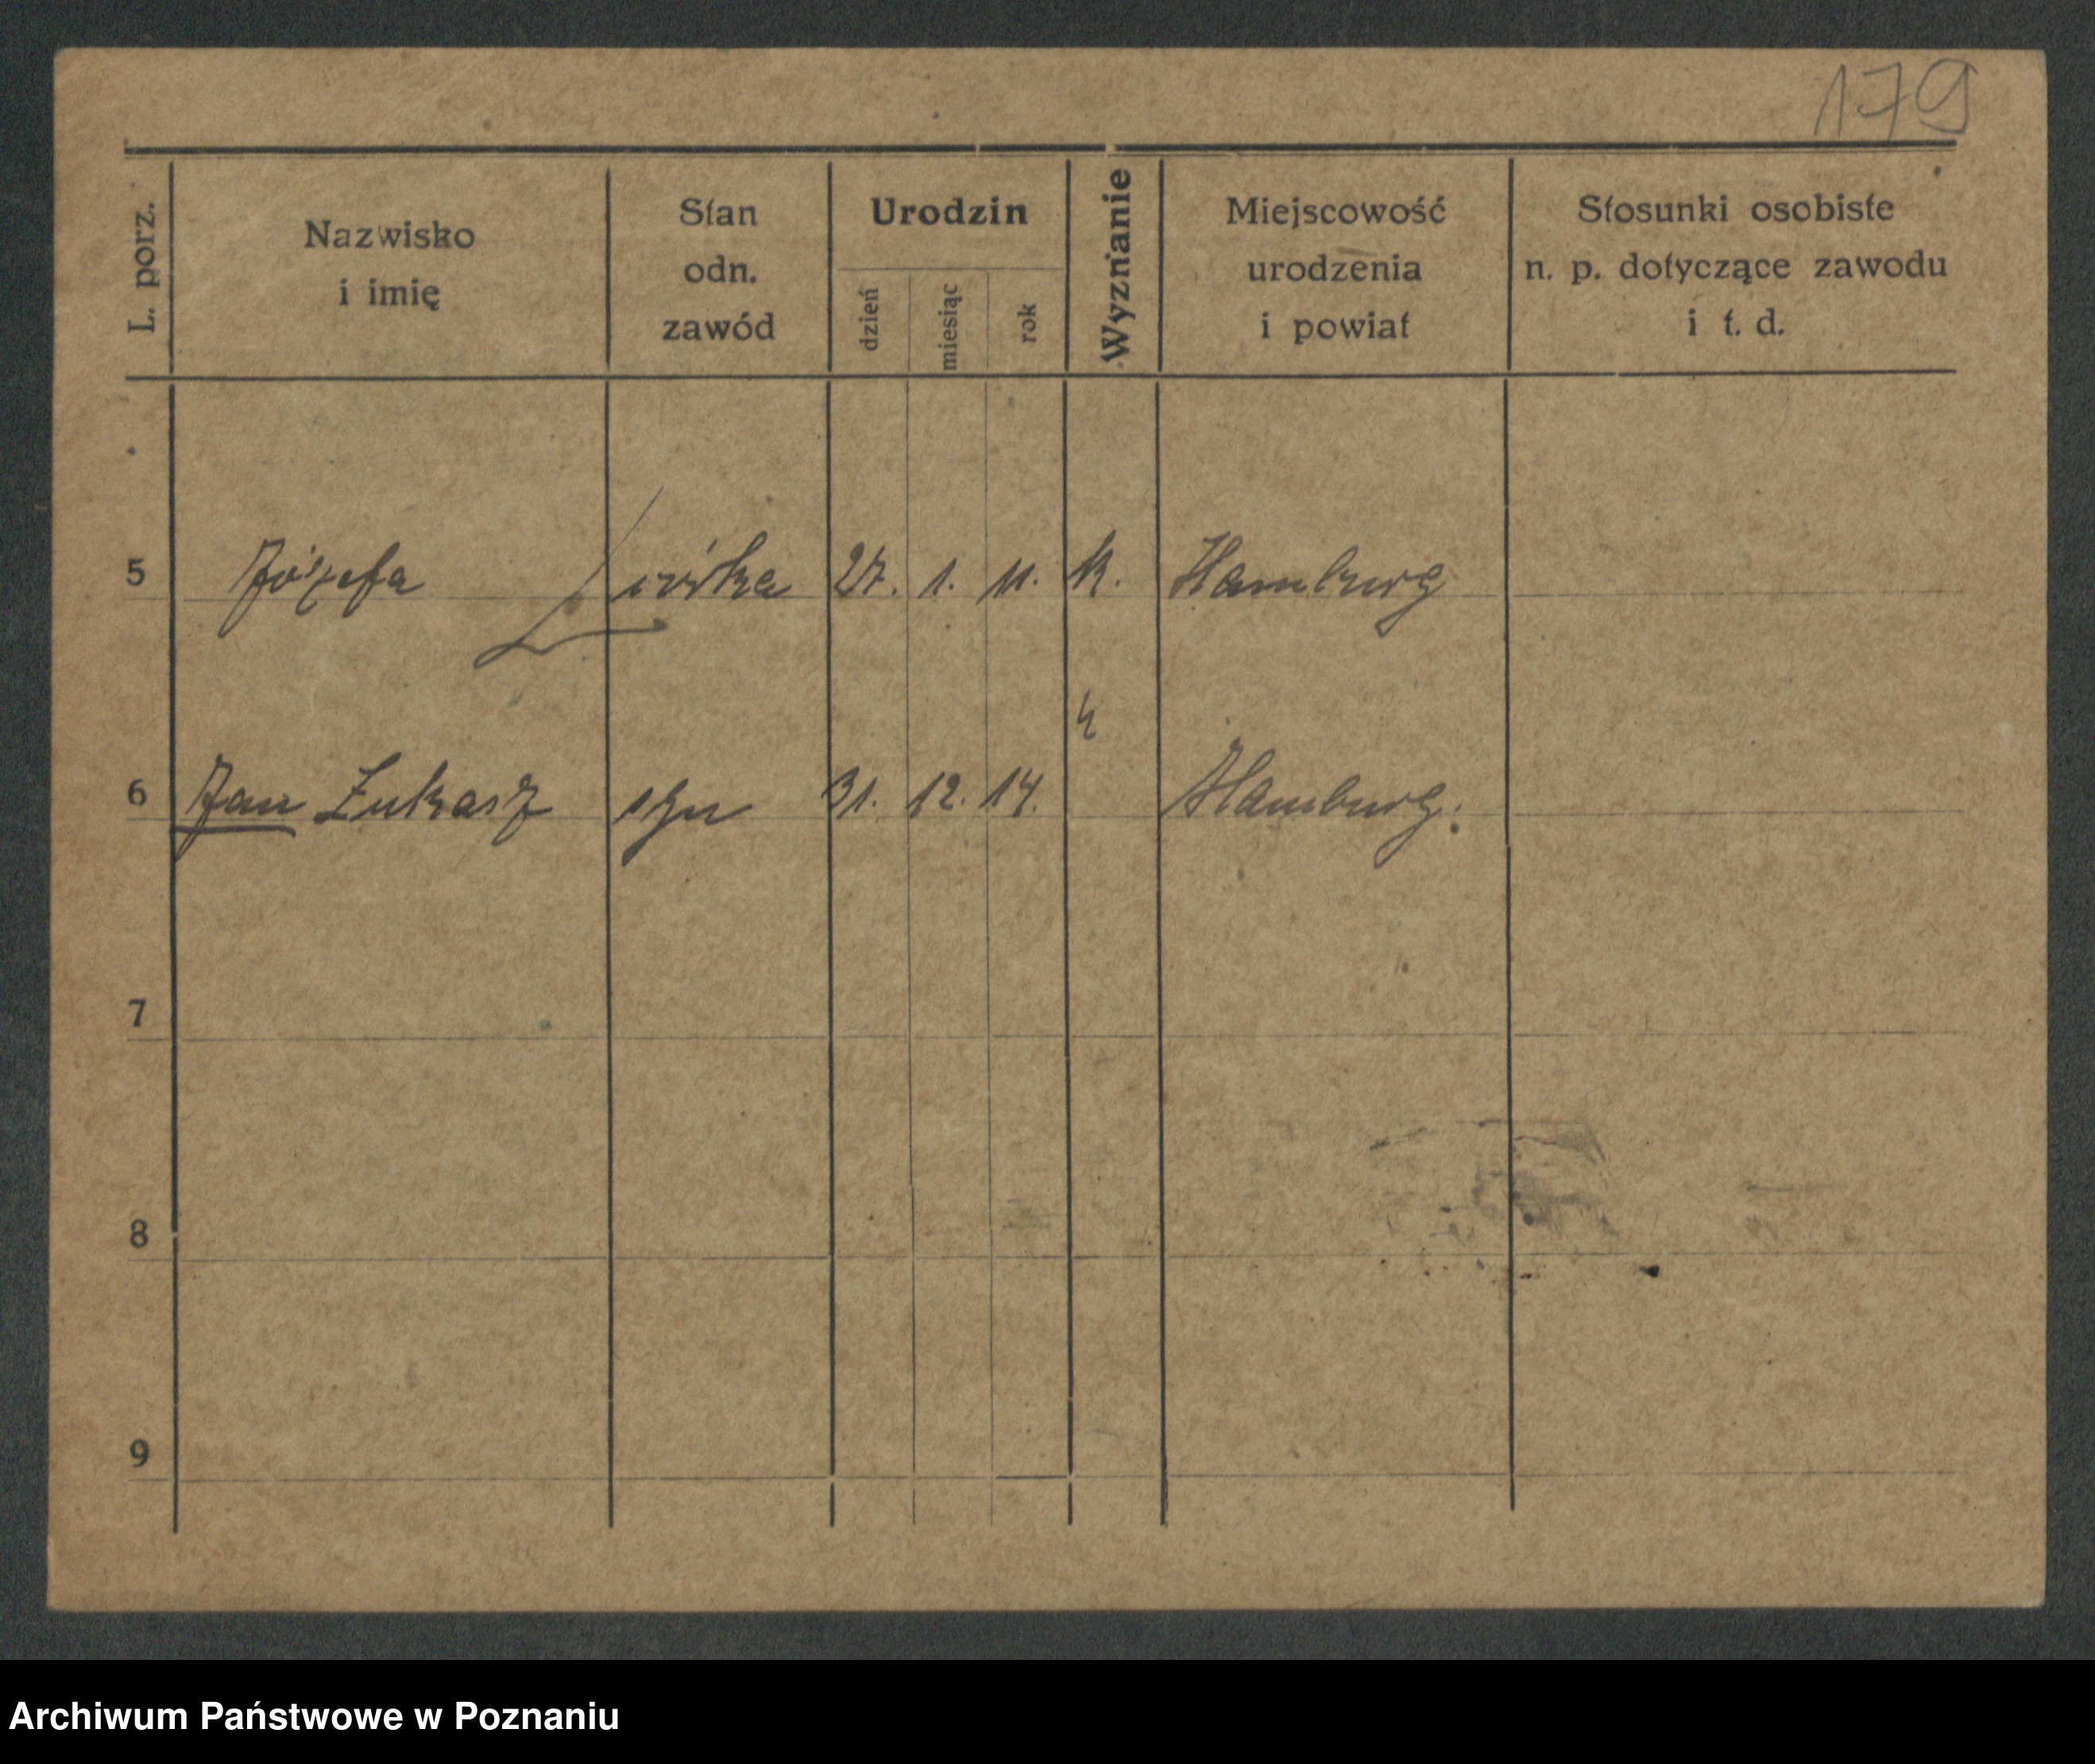 179
L. porz.
Nazwisko
i imię
Stan
odn.
zawód
Urodzin
dzień
miesiąc
rok
Wyznanie
Miejscowość
urodzenia
i powiat
Stosunki osobiste
n. p. dotyczące zawodu
i t. d.
5 Józefa córka 27. 1. 11. k. Hamburg
6 Jan Łukasz syn 31. 12. 14. Hamburg.
7
8
9
Archiwum Państwowe w Poznaniu